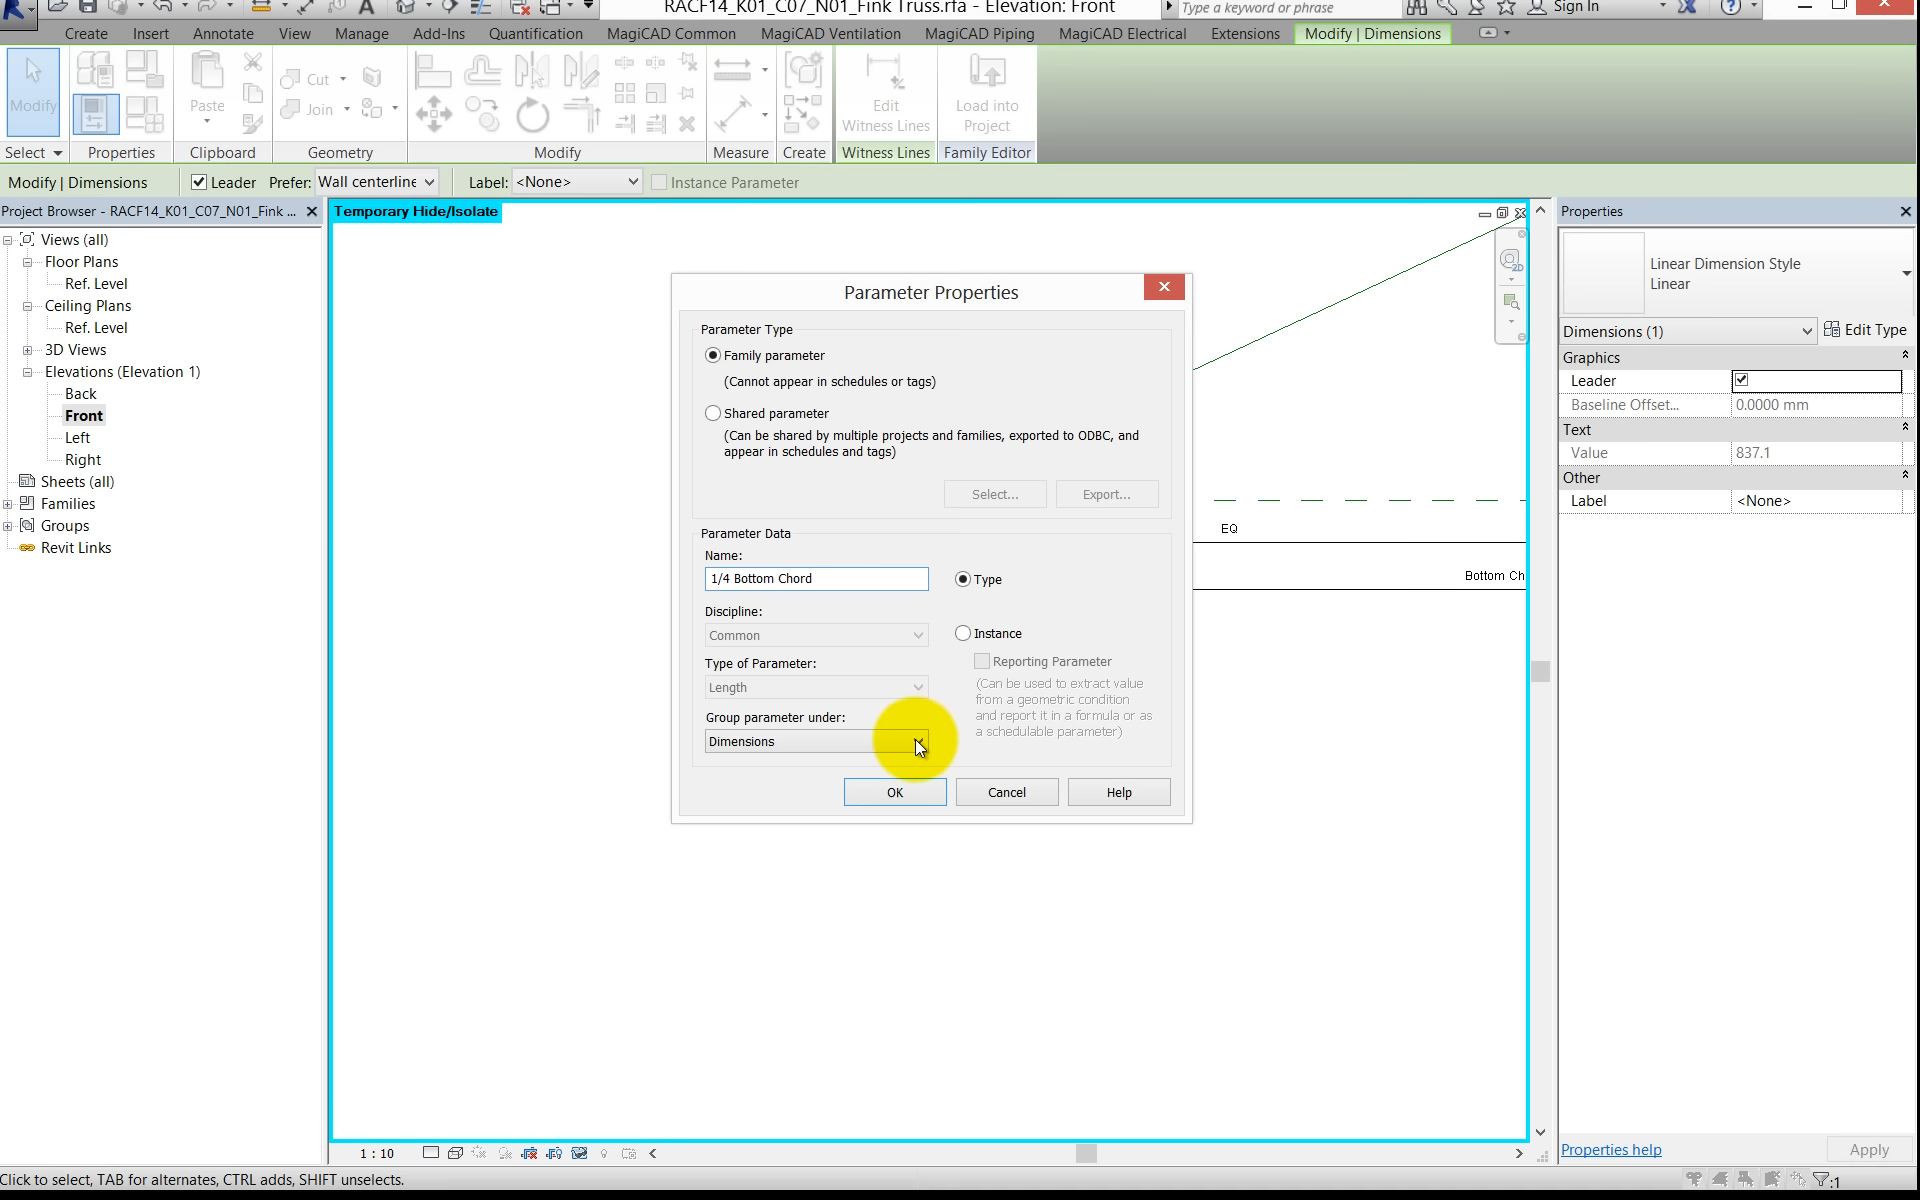 RACF14_K01_C07_N01_Fink Truss.rfa - Elevation: Front
Type a keyword or phrase
Sign In
Create Insert Annotate View Manage Add-Ins Quantification MagiCAD Common MagiCAD Ventilation MagiCAD Piping MagiCAD Electrical Extensions Modify | Dimensions
Modify
Paste
Cut
Join
Edit
Witness Lines
Load into
Project
Select Properties Clipboard Geometry Modify Measure Create Witness Lines Family Editor
Modify | Dimensions Leader Prefer: Wall centerline Label: <None> Instance Parameter
Project Browser - RACF14_K01_C07_N01_Fink ...
Views (all)
Floor Plans
Ref. Level
Ceiling Plans
Ref. Level
3D Views
Elevations (Elevation 1)
Back
Front
Left
Right
Sheets (all)
Families
Groups
Revit Links
Temporary Hide/Isolate
2D
EQ
Bottom Ch
Parameter Properties
Parameter Type
Family parameter
(Cannot appear in schedules or tags)
Shared parameter
(Can be shared by multiple projects and families, exported to ODBC, and
appear in schedules and tags)
Select... Export...
Parameter Data
Name:
1/4 Bottom Chord
Type
Discipline:
Common
Instance
Type of Parameter:
Reporting Parameter
Length
(Can be used to extract value
from a geometric condition
and report it in a formula or as
a schedulable parameter)
Group parameter under:
Dimensions
OK Cancel Help
Properties
Linear Dimension Style
Linear
Dimensions (1) Edit Type
Graphics
Leader
Baseline Offset... 0.0000 mm
Text
Value 837.1
Other
Label <None>
Properties help Apply
1 : 10
Click to select, TAB for alternates, CTRL adds, SHIFT unselects.
:1